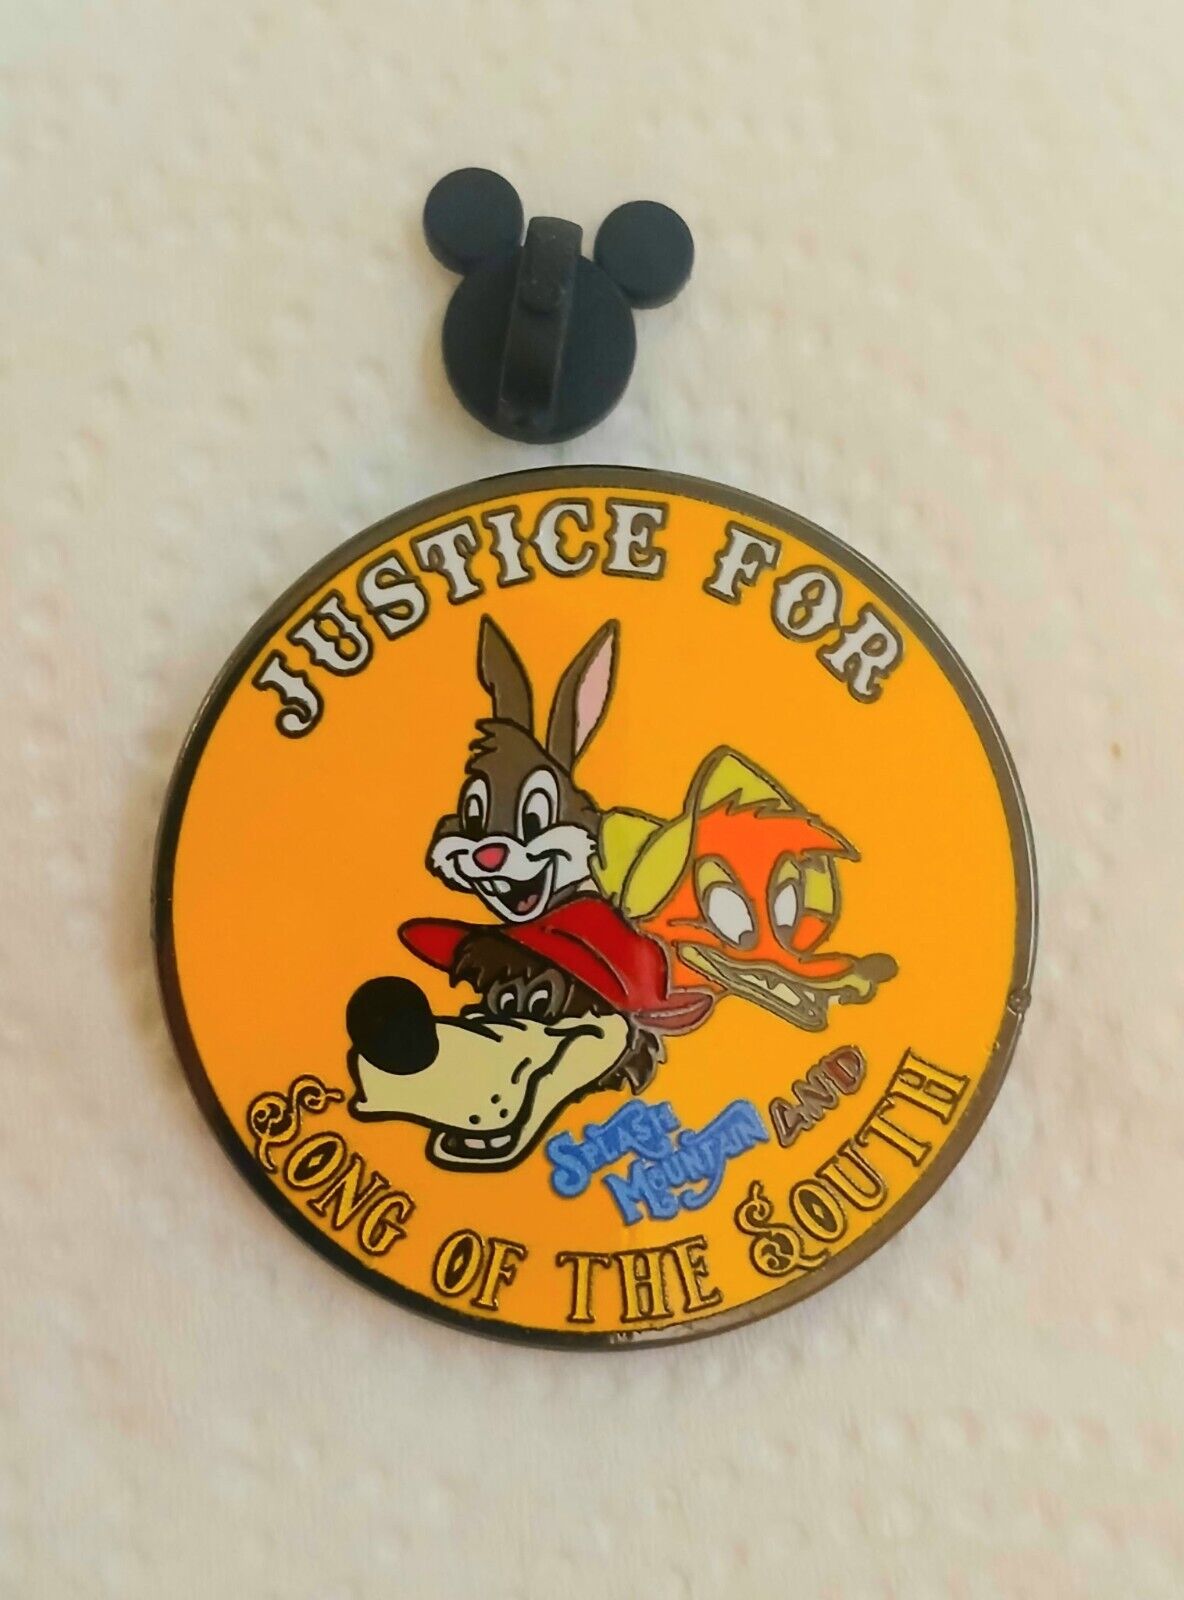 JUSTICE FOR
SPLASH
MOUNTAIN AND
SONG OF THE SOUTH